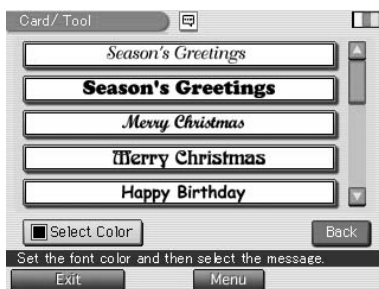 Card/ Tool
Season's Greetings
Season's Greetings
Merry Christmas
Merry Christmas
Happy Birthday
Select Color
Back
Set the font color and then select the message.
Exit
Menu